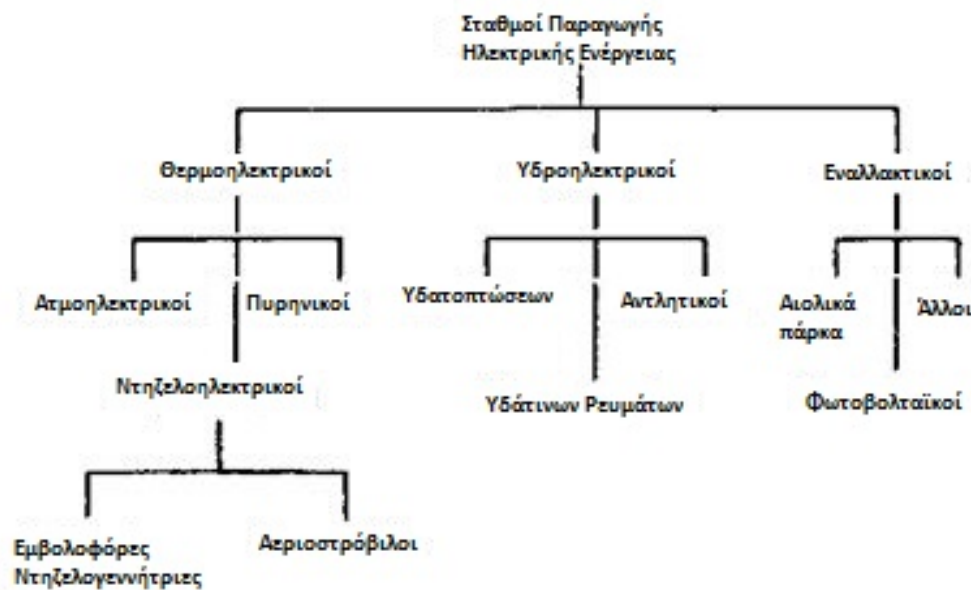 Σταθμοί Παραγωγής
Ηλεκτρικής Ενέργειας
Θερμοηλεκτρικοί
Υδροηλεκτρικοί
Εναλλακτικοί
Ατμοηλεκτρικοί
Πυρηνικοί
Υδατοπτώσεων
Αντλητικοί
Αιολικά
πάρκα
Άλλοι
Ντηζελοηλεκτρικοί
Υδάτινων Ρευμάτων
Φωτοβολταϊκοί
Εμβολοφόρες
Ντηζελογεννήτριες
Αεριοστρόβιλοι